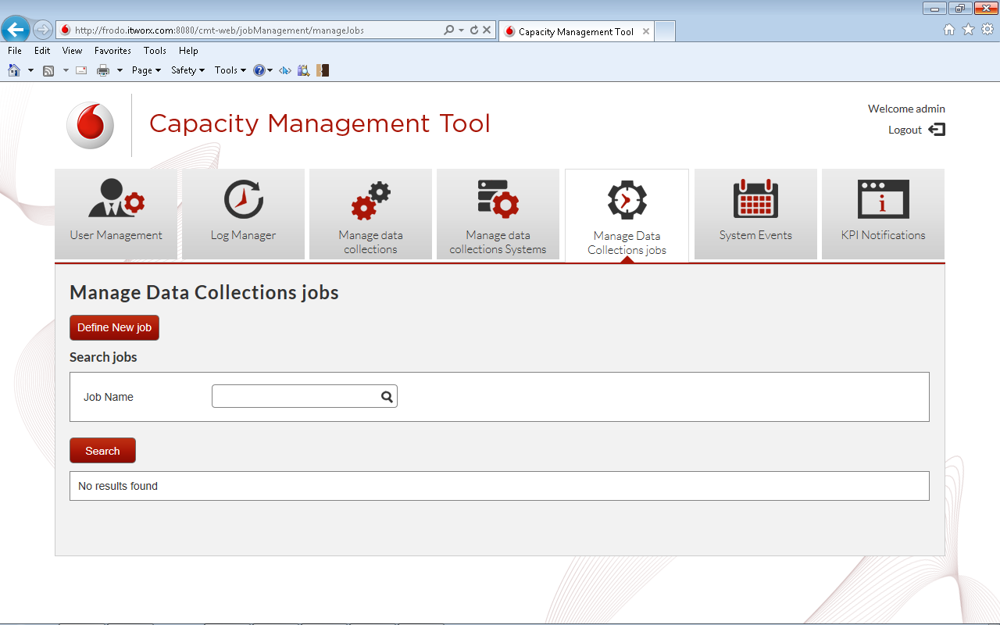 http://frodo.itworx.com:8080/cmt-web/jobManagement/manageJobs
Capacity Management Tool
File Edit View Favorites Tools Help
Page Safety Tools
Capacity Management Tool
Welcome admin
Logout
User Management
Log Manager
Manage data
collections
Manage data
collections Systems
Manage Data
Collections jobs
System Events
KPI Notifications
Manage Data Collections jobs
Define New job
Search jobs
Job Name
Search
No results found